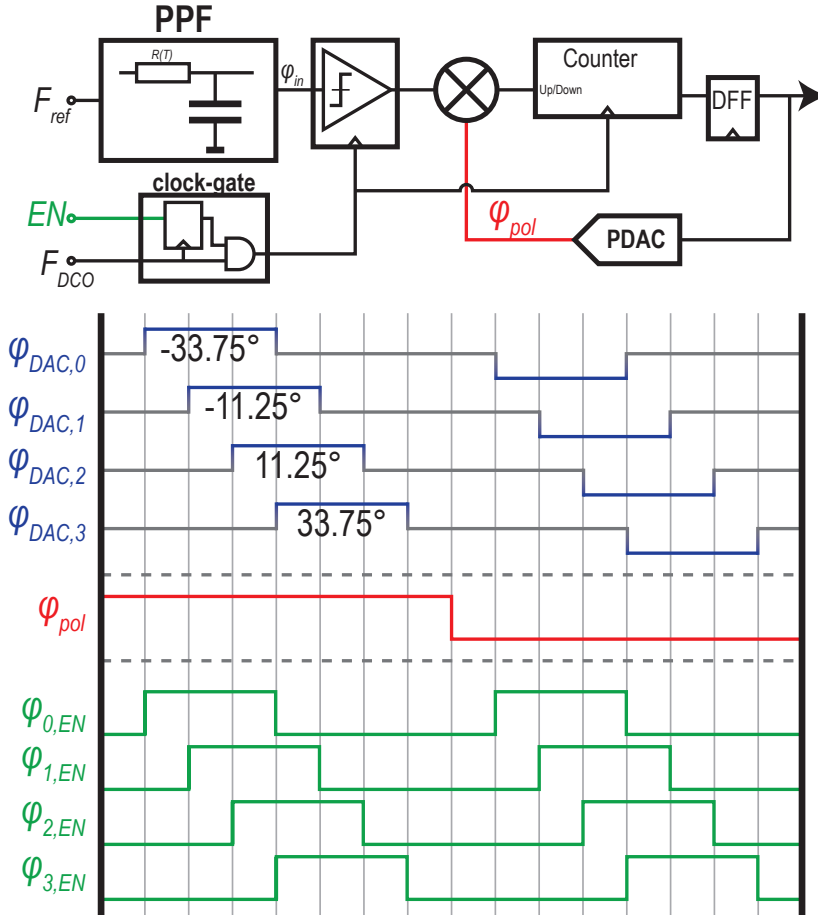 PPF
R(T)
φin
Fref
Counter
Up/Down
DFF
clock-gate
EN
FDCO
φpol
PDAC
φDAC,0
-33.75°
φDAC,1
-11.25°
φDAC,2
11.25°
φDAC,3
33.75°
φpol
φ0,EN
φ1,EN
φ2,EN
φ3,EN